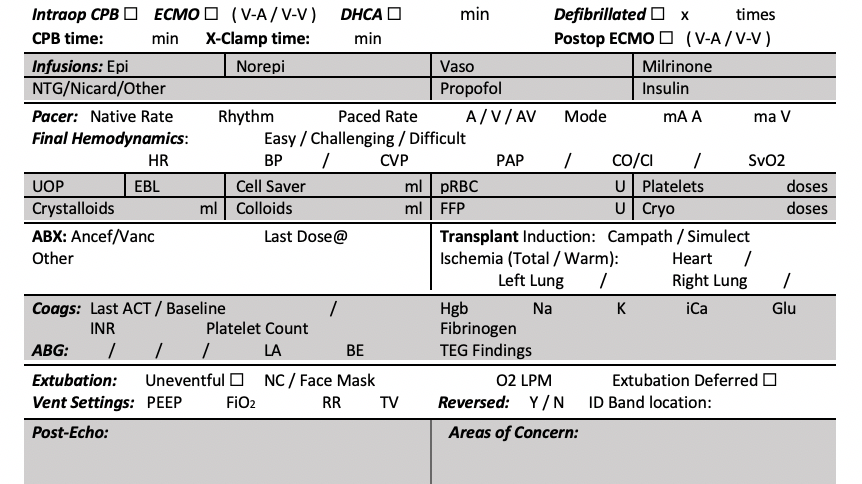 Intraop CPB ☐ ECMO ☐ ( V-A / V-V ) DHCA ☐ min Defibrillated ☐ x times
CPB time: min X-Clamp time: min Postop ECMO ☐ ( V-A / V-V )
Infusions: Epi Norepi Vaso Milrinone
NTG/Nicard/Other Propofol Insulin
Pacer: Native Rate Rhythm Paced Rate A / V / AV Mode mA A ma V
Final Hemodynamics: Easy / Challenging / Difficult
HR BP / CVP PAP / CO/CI / SvO2
UOP EBL Cell Saver ml pRBC U Platelets doses
Crystalloids ml Colloids ml FFP U Cryo doses
ABX: Ancef/Vanc Last Dose@ Transplant Induction: Campath / Simulect
Other Ischemia (Total / Warm): Heart /
Left Lung / Right Lung /
Coags: Last ACT / Baseline / Hgb Na K iCa Glu
INR Platelet Count Fibrinogen
ABG: / / / LA BE TEG Findings
Extubation: Uneventful ☐ NC / Face Mask O2 LPM Extubation Deferred ☐
Vent Settings: PEEP FiO₂ RR TV Reversed: Y / N ID Band location:
Post-Echo: Areas of Concern: